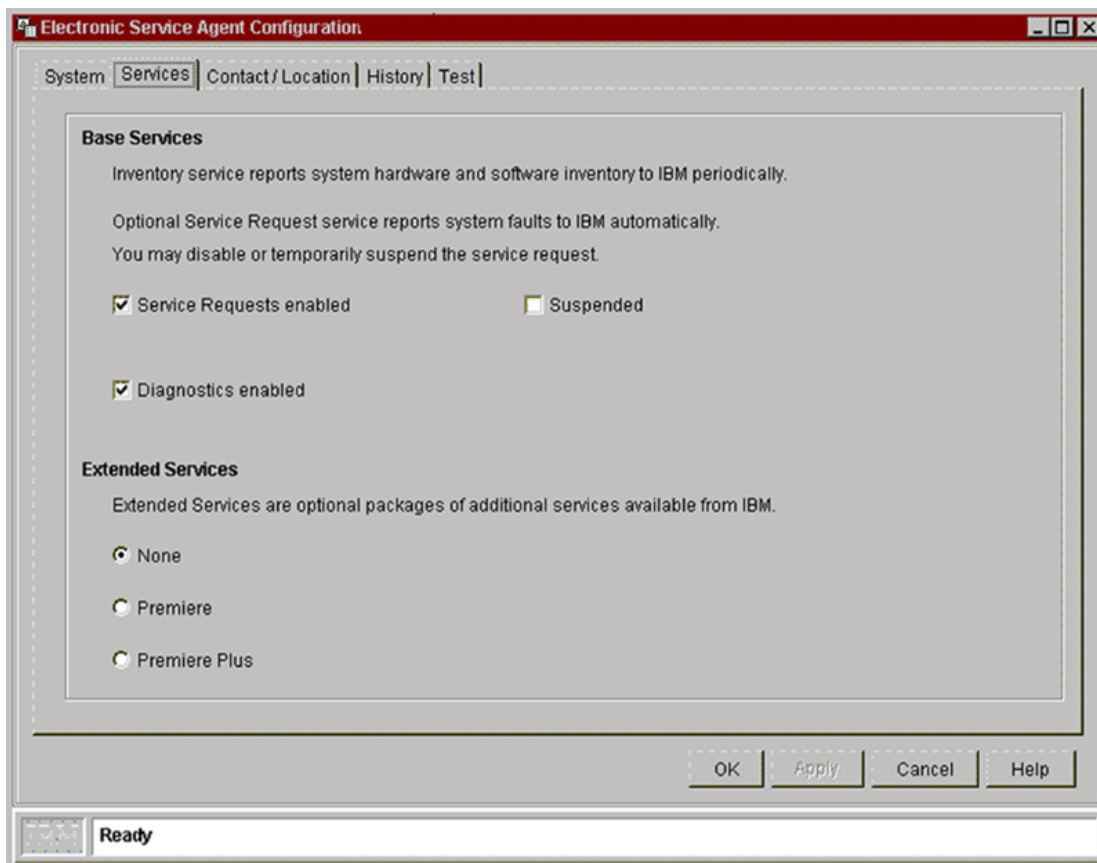 Electronic Service Agent Configuration
System Services Contact / Location History Test
Base Services
Inventory service reports system hardware and software inventory to IBM periodically.
Optional Service Request service reports system faults to IBM automatically.
You may disable or temporarily suspend the service request.
Service Requests enabled Suspended
Diagnostics enabled
Extended Services
Extended Services are optional packages of additional services available from IBM.
None
Premiere
Premiere Plus
OK Apply Cancel Help
Ready